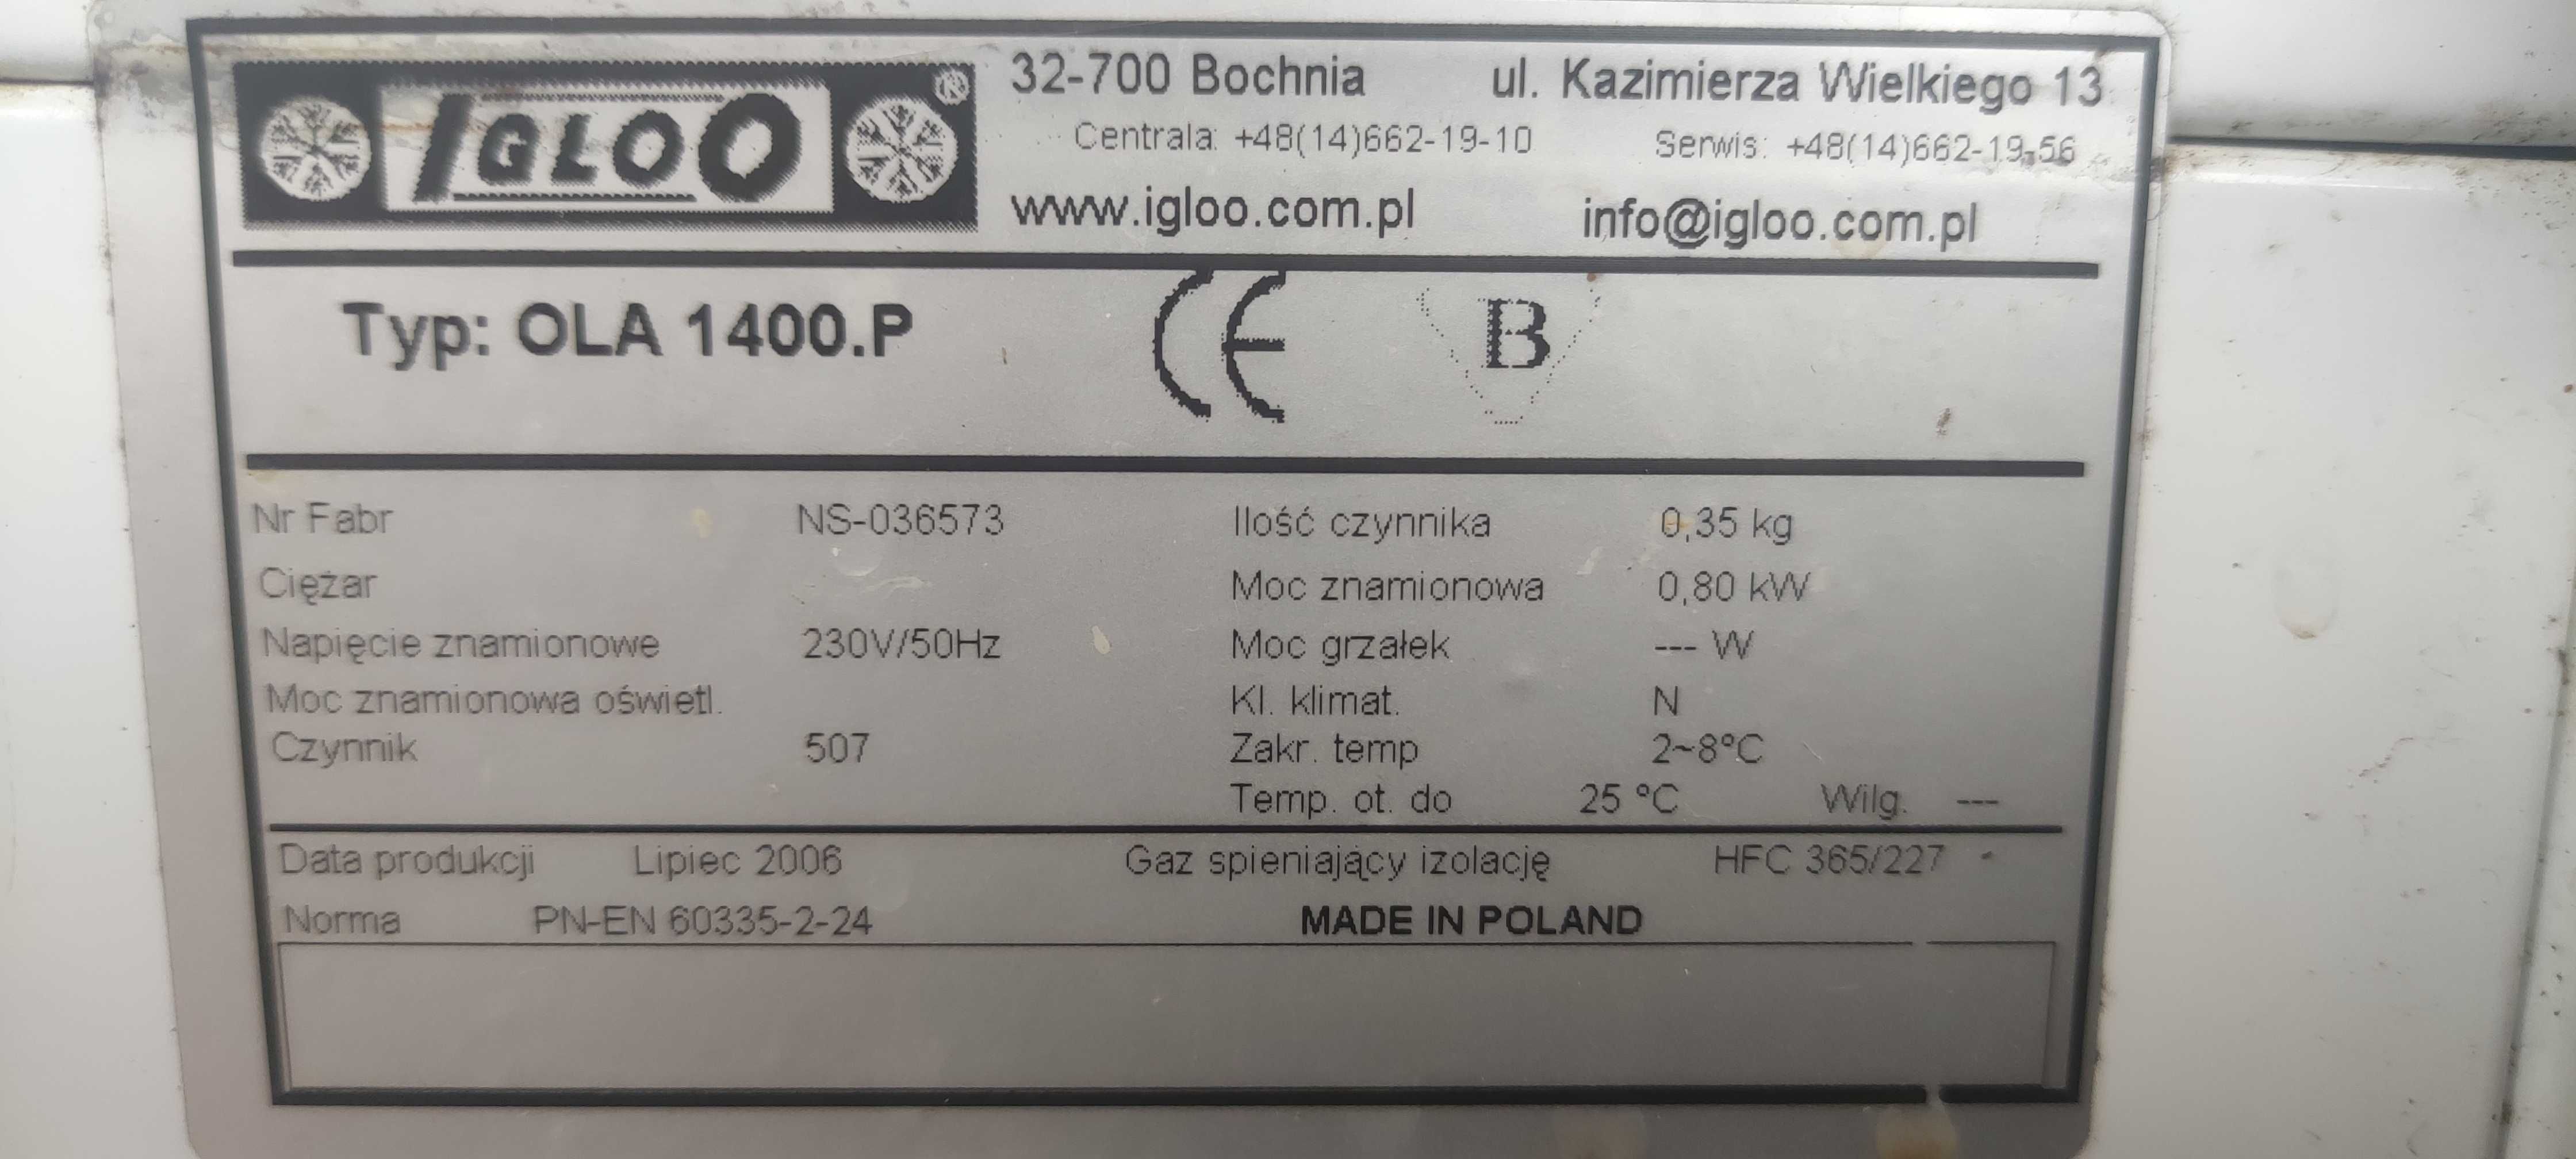 IGLOO ®
32-700 Bochnia ul. Kazimierza Wielkiego 13
Centrala: +48(14)662-19-10 Serwis: +48(14)662-19-56
www.igloo.com.pl info@igloo.com.pl
Typ: OLA 1400.P CE B
Nr Fabr NS-036573 Ilość czynnika 0,35 kg
Ciężar Moc znamionowa 0,80 kW
Napięcie znamionowe 230V/50Hz Moc grzałek --- W
Moc znamionowa oświetl. Kl. klimat. N
Czynnik 507 Zakr. temp 2~8°C
Temp. ot. do 25 °C Wilg. ---
Data produkcji Lipiec 2006 Gaz spieniający izolację HFC 365/227
Norma PN-EN 60335-2-24 MADE IN POLAND